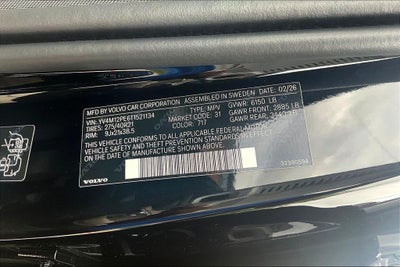 MFD BY VOLVO CAR CORPORATION ASSEMBLED IN SWEDEN 02/26
VIN: YV4M12PE6T1521134 TYPE: MPV GVWR: 6150 LB
TIRES: 275/40R21 MARKET CODE: 31 GAWR FRONT: 2885 LB
RIM: 9Jx21x38.5 COLOR: 717 GAWR REAR:
THIS VEHICLE CONFORMS TO ALL APPLICABLE FEDERAL MOTOR
VEHICLE SAFETY AND THEFT PREVENTION STANDARDS IN EFFECT ON
THE DATE OF MANUFACTURE SHOWN ABOVE.
VOLVO